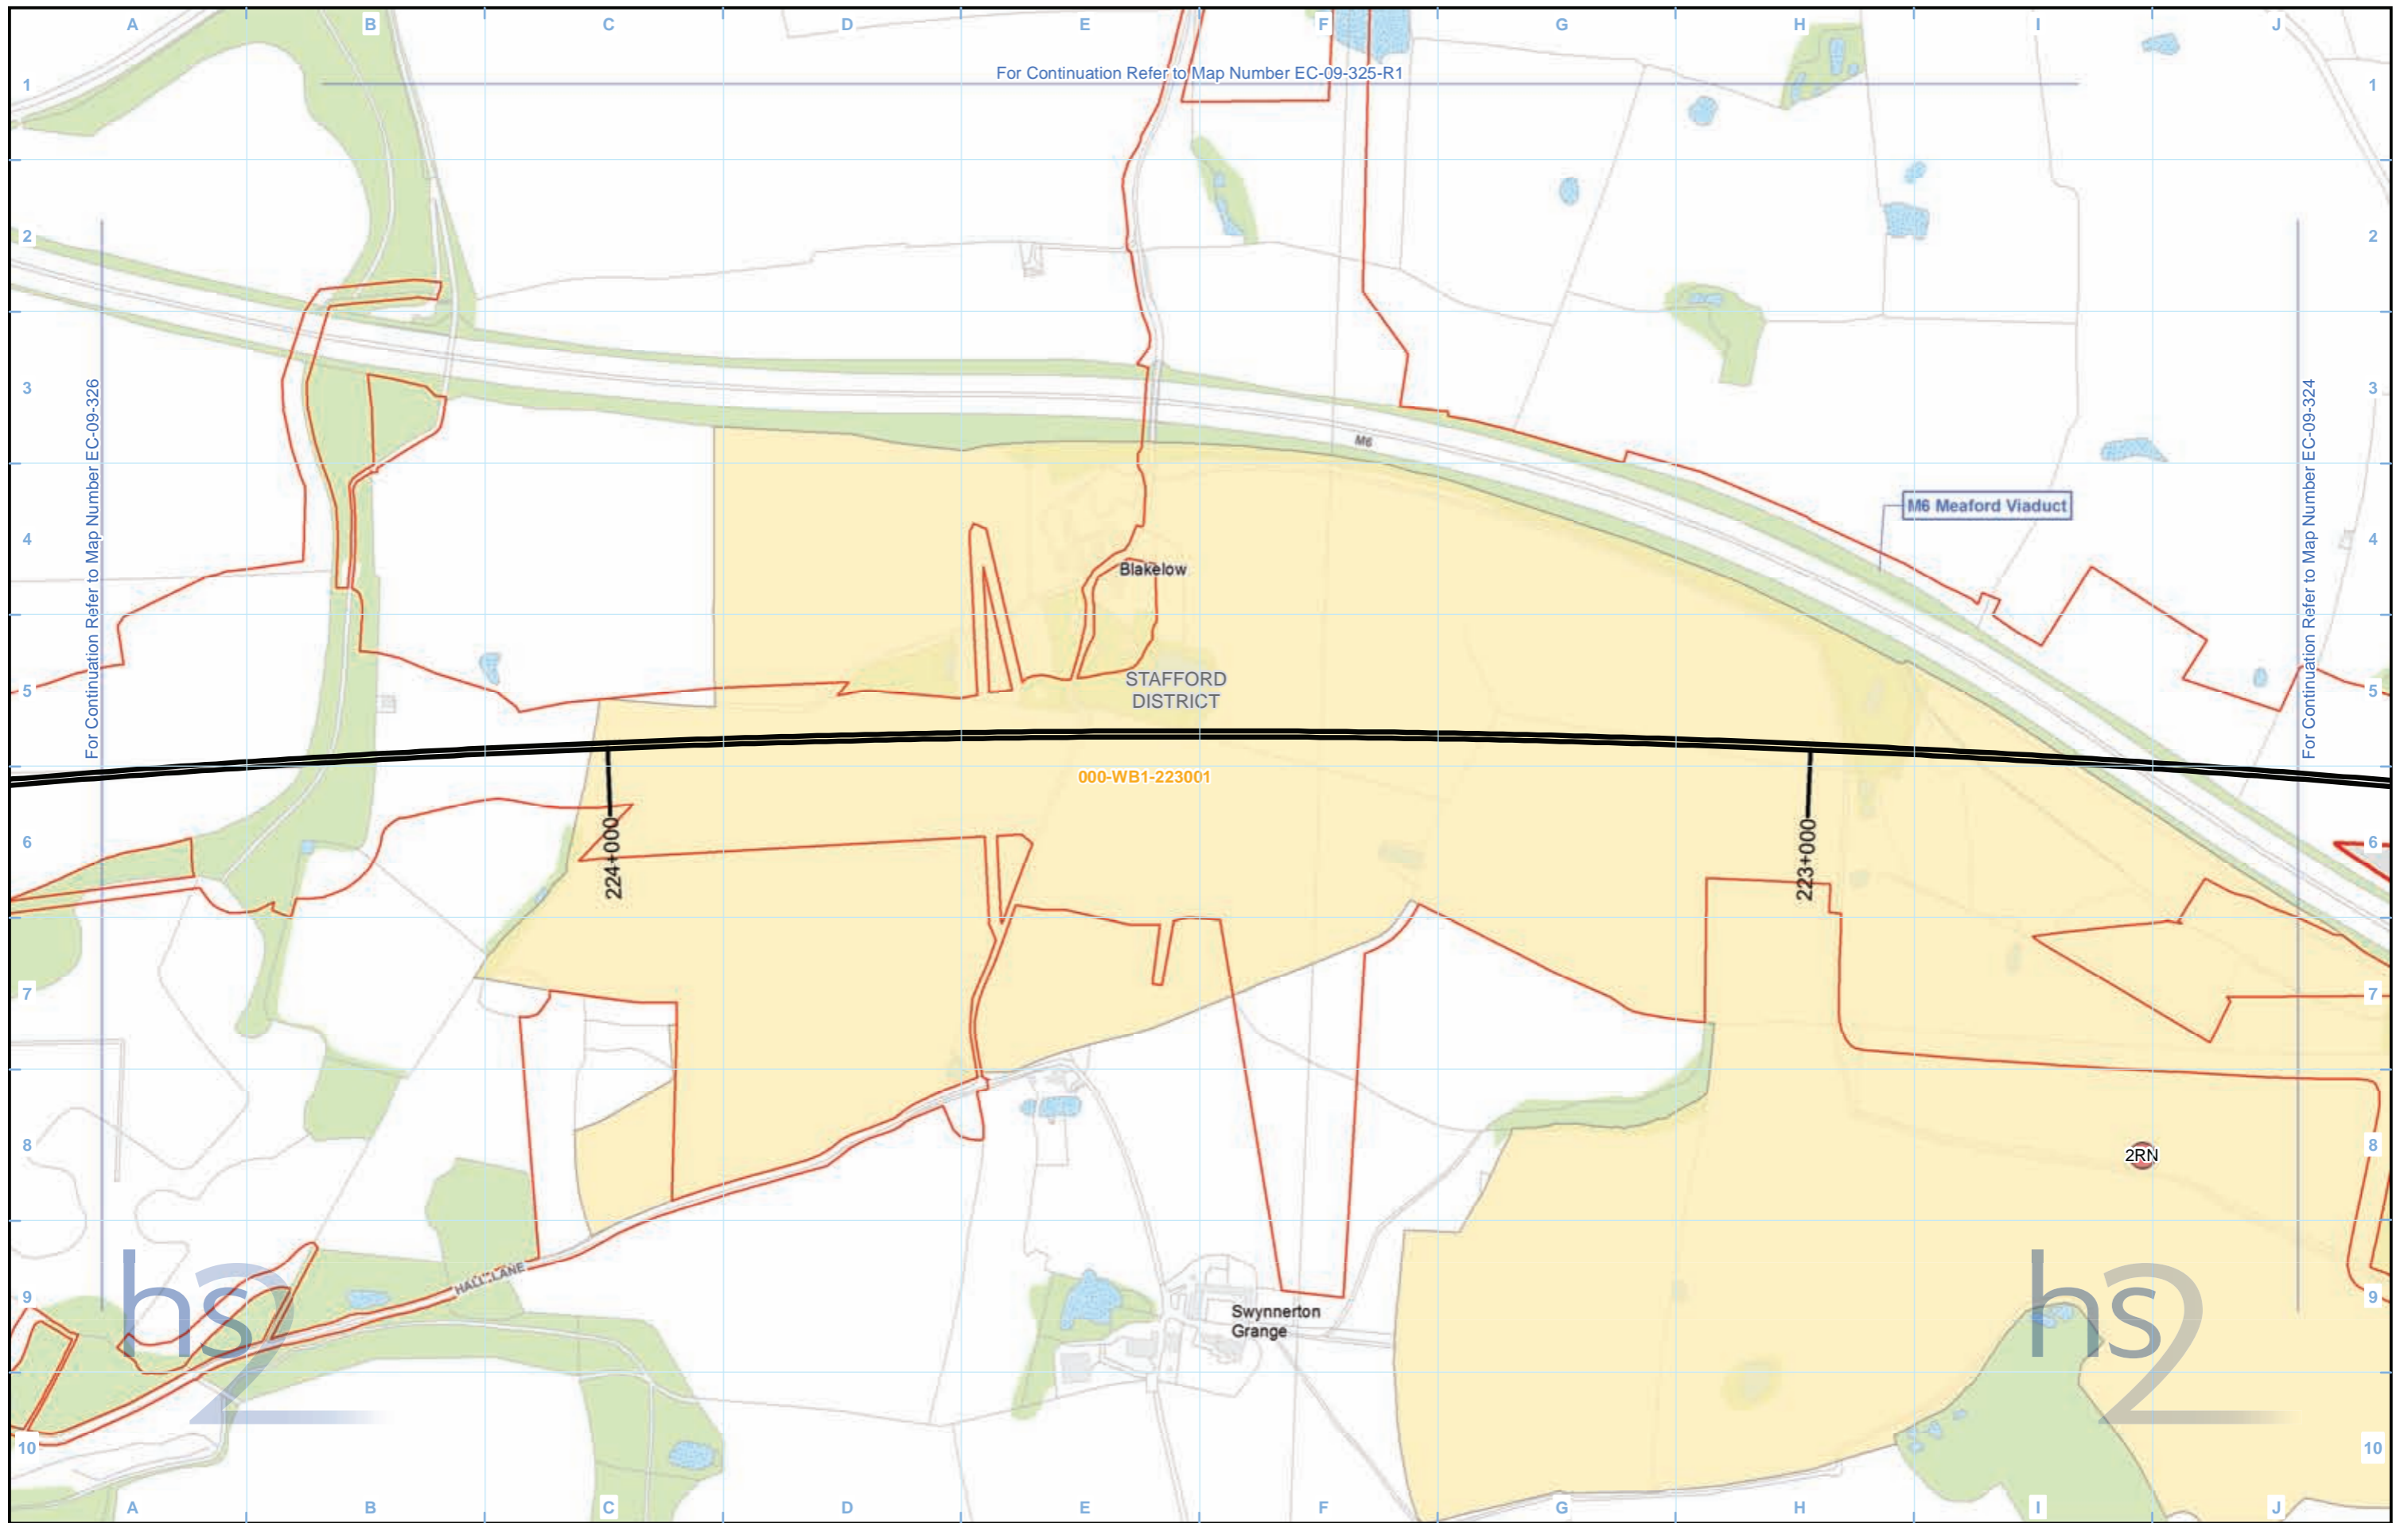 A B C D E F G H I J
For Continuation Refer to Map Number EC-09-325-R1
1 1
2 2
For Continuation Refer to Map Number EC-09-326
For Continuation Refer to Map Number EC-09-324
3 3
M6
M6 Meaford Viaduct
4 4
Blakelow
STAFFORD
DISTRICT
5 5
000-WB1-223001
6 6
224+000
223+000
7 7
8 8
2RN
HALL LANE
hs2
hs2
9 9
Swynnerton
Grange
10 10
A B C D E F G H I J